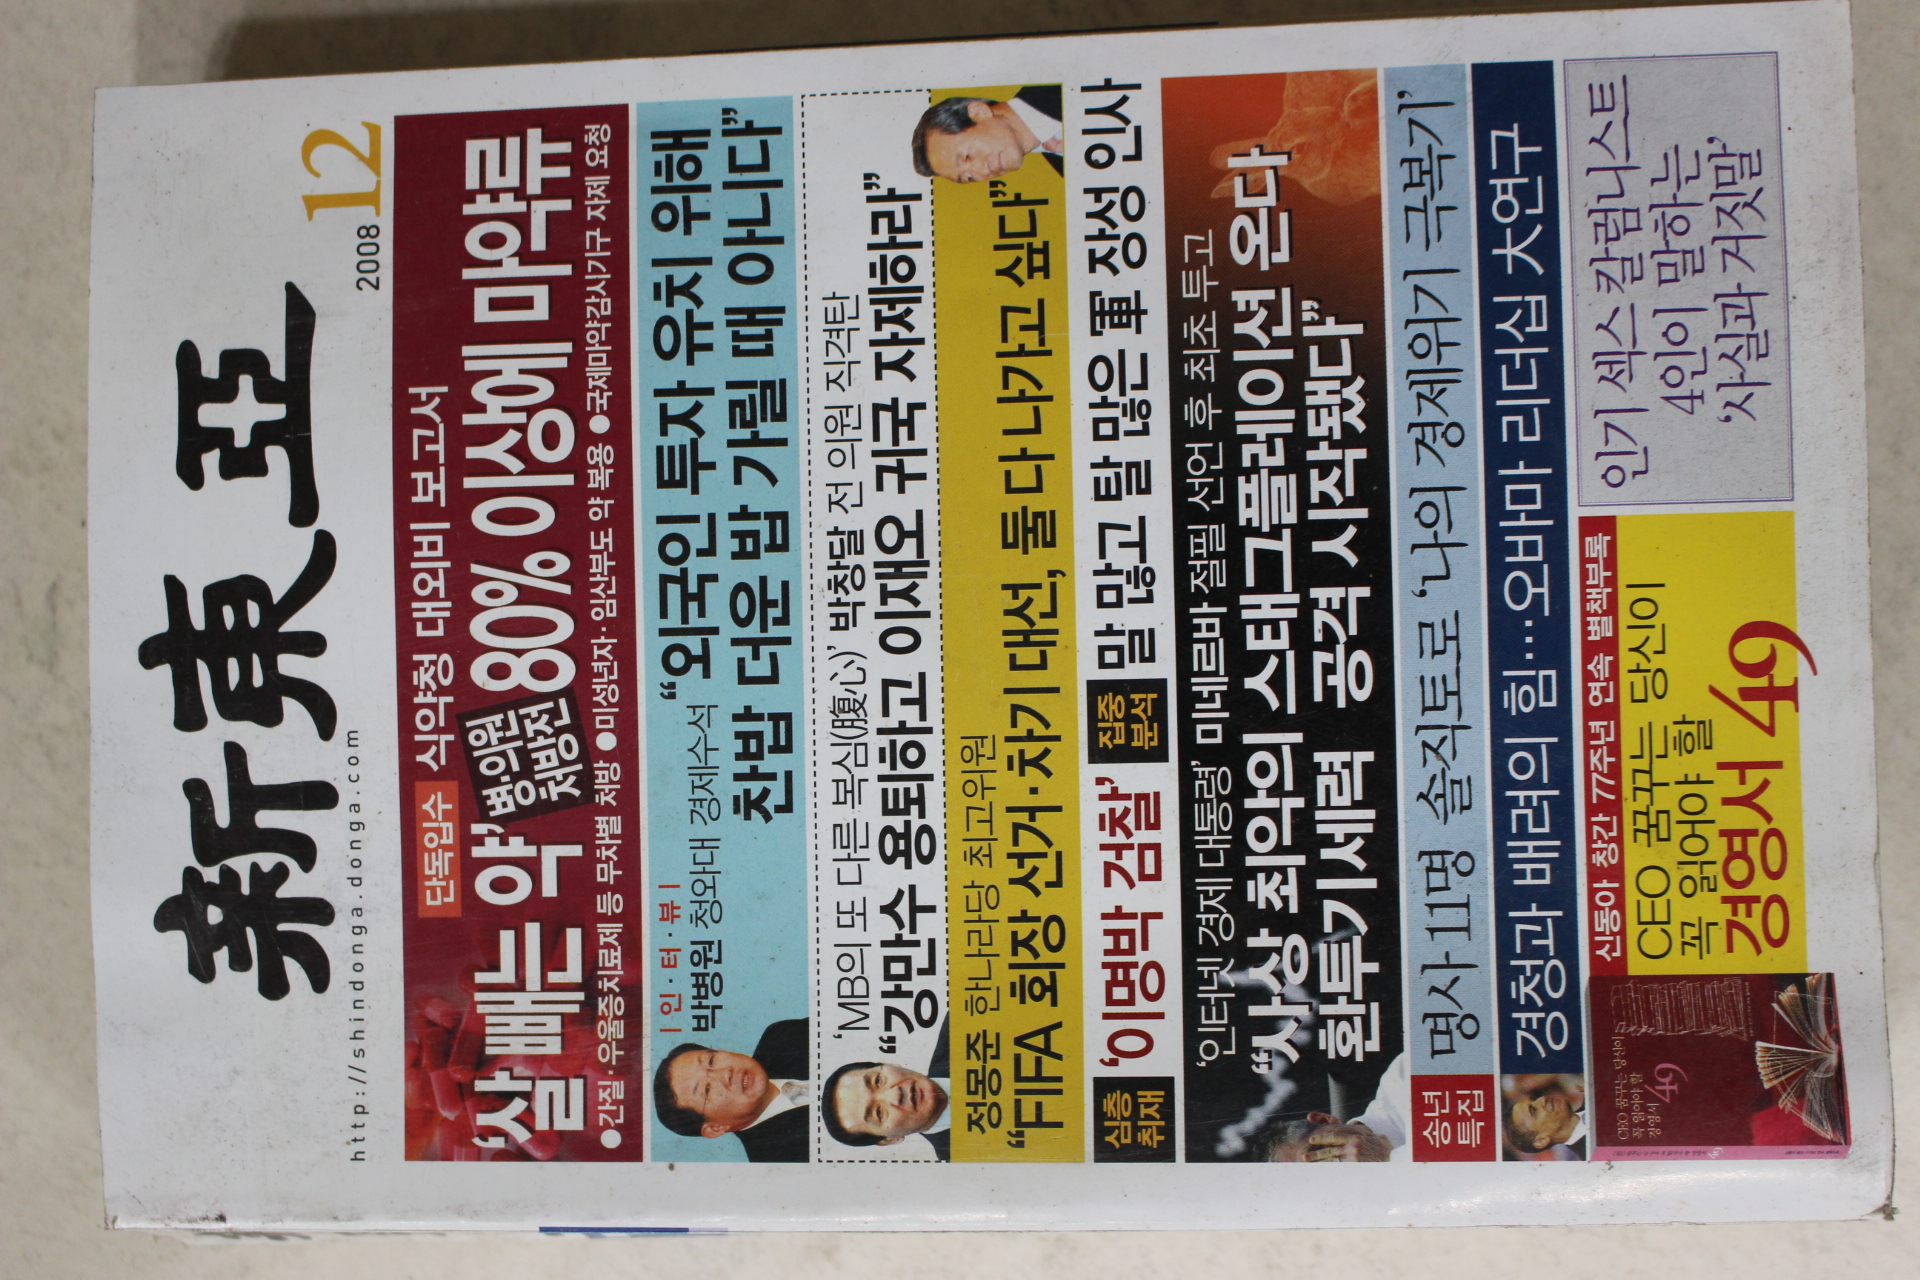 新東亞
http://shindonga.donga.com
2008 12
단독입수 식약청 대외비 보고서
‘살 빼는 약’ 병·의원 처방전 80% 이상에 마약류
●간질·우울증치료제 등 무차별 처방 ●미성년자·임산부도 약 복용 ●국제마약감시기구 자제 요청
|인·터·뷰|
박병원 청와대 경제수석
“외국인 투자 유치 위해
찬밥 더운 밥 가릴 때 아니다”
‘MB의 또 다른 복심(腹心)’ 박창달 전 의원 직격탄
“강만수 용퇴하고 이재오 귀국 자제하라”
정몽준 한나라당 최고위원
“FIFA 회장 선거·차기 대선, 둘 다 나가고 싶다”
심층취재 ‘이명박 검찰’
집중분석 말 많고 탈 많은 軍 장성 인사
‘인터넷 경제 대통령’ 미네르바 절필 선언 후 최초 투고
“사상 최악의 스태그플레이션 온다
환투기세력 공격 시작됐다”
송년특집 명사 11명 솔직토로 ‘나의 경제위기 극복기’
경청과 배려의 힘…오바마 리더십 大연구
신동아 창간 77주년 연속 별책부록
CEO 꿈꾸는 당신이
꼭 읽어야 할
경영서 49
CEO 꿈꾸는 당신이
꼭 읽어야 할
경영서 49
인기 섹스 칼럼니스트
4인이 말하는
‘사실과 거짓말’